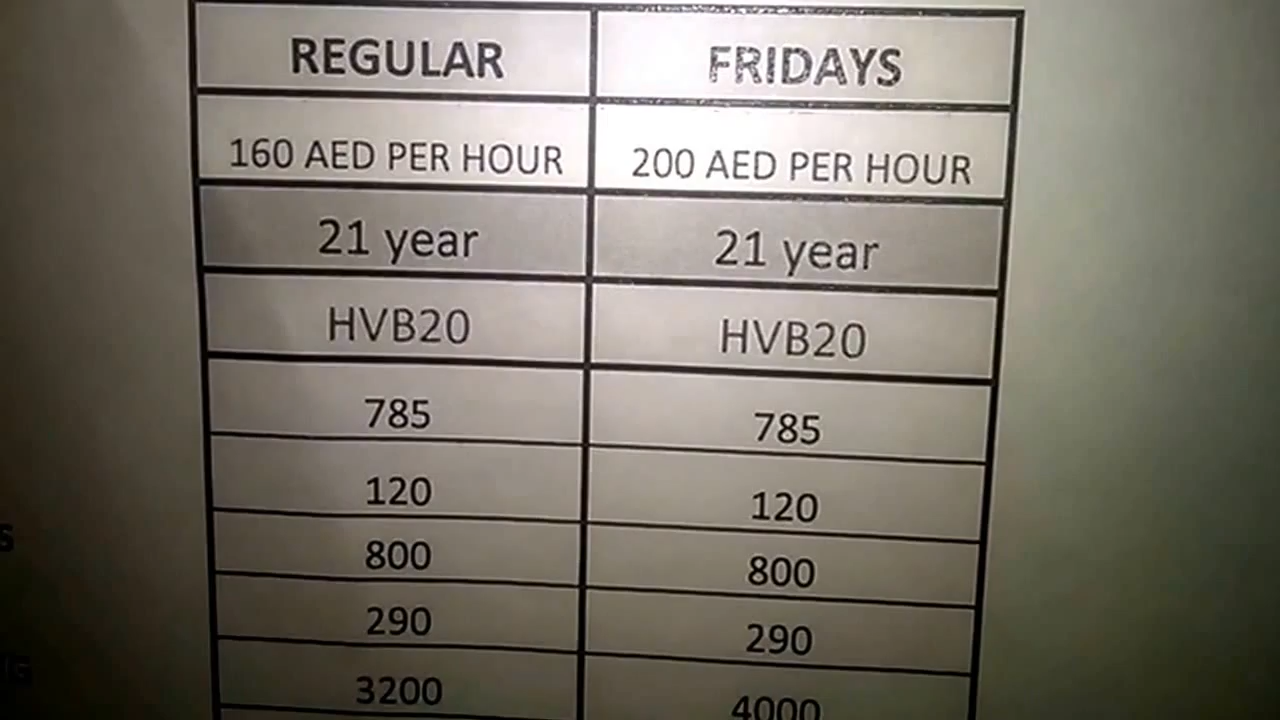 REGULAR FRIDAYS
160 AED PER HOUR 200 AED PER HOUR
21 year 21 year
HVB20 HVB20
785 785
120 120
800 800
290 290
3200 4000